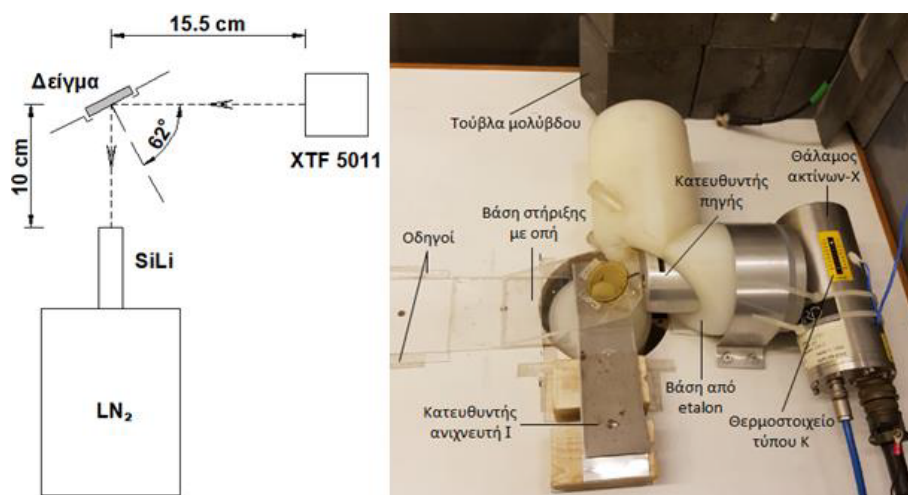 15.5 cm
Δείγμα
62°
XTF 5011
10 cm
SiLi
LN₂
Τούβλα μολύβδου
Θάλαμος
ακτίνων-Χ
Κατευθυντής
πηγής
Βάση στήριξης
με οπή
Οδηγοί
Κατευθυντής
ανιχνευτή Ι
Βάση από
etalon
Θερμοστοιχείο
τύπου Κ